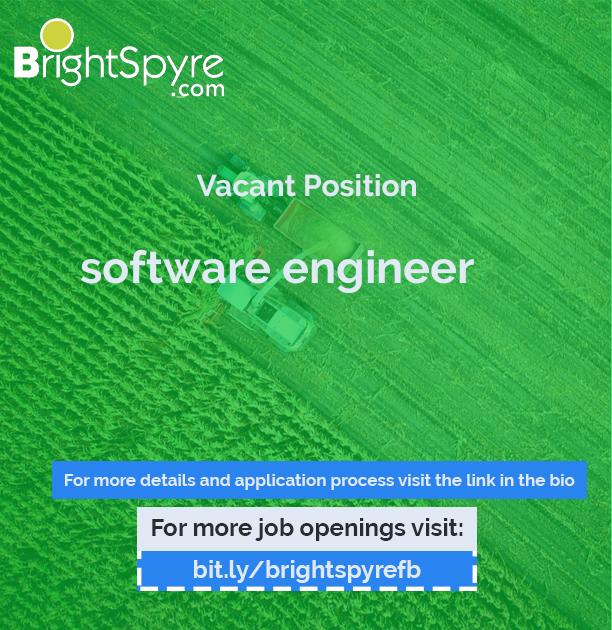 BrightSpyre
.com
Vacant Position
software engineer
For more details and application process visit the link in the bio
For more job openings visit:
bit.ly/brightspyrefb